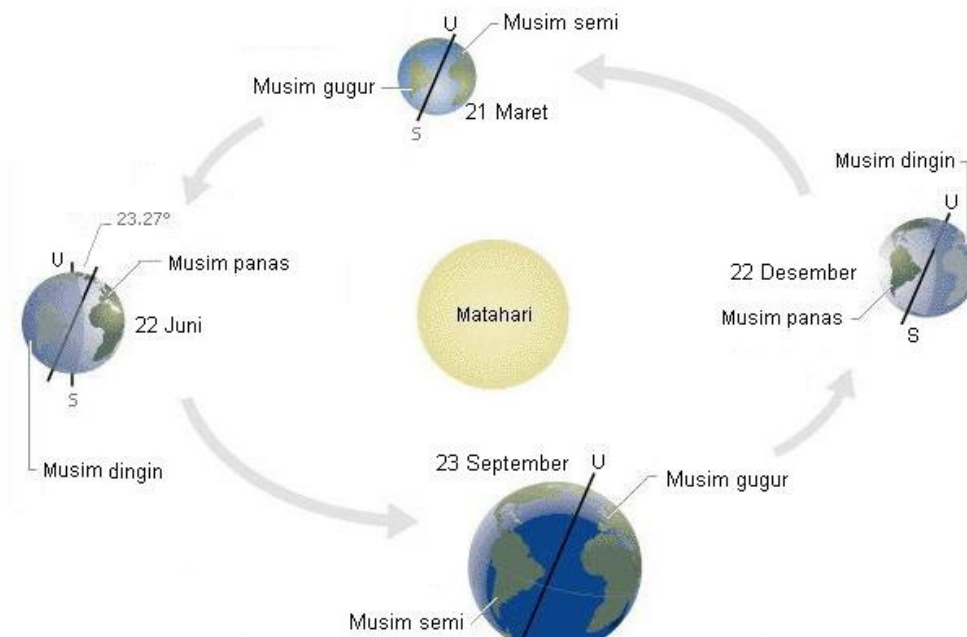 U
Musim semi
Musim gugur
21 Maret
S
Musim dingin
23.27°
U
U
Musim panas
22 Desember
22 Juni
Matahari
Musim panas
S
S
Musim dingin
23 September
U
Musim gugur
Musim semi